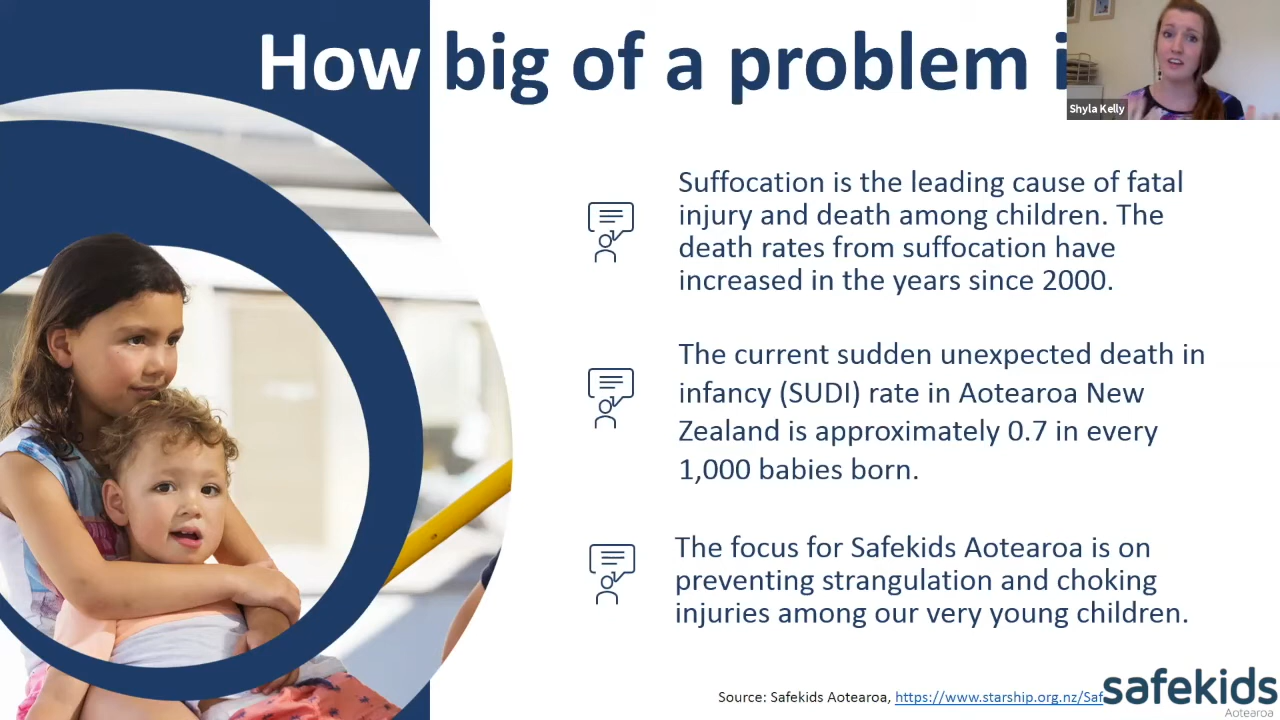 How big of a problem i
Shyla Kelly
Suffocation is the leading cause of fatal
injury and death among children. The
death rates from suffocation have
increased in the years since 2000.
The current sudden unexpected death in
infancy (SUDI) rate in Aotearoa New
Zealand is approximately 0.7 in every
1,000 babies born.
The focus for Safekids Aotearoa is on
preventing strangulation and choking
injuries among our very young children.
Source: Safekids Aotearoa, https://www.starship.org.nz/Saf
safekids
Aotearoa